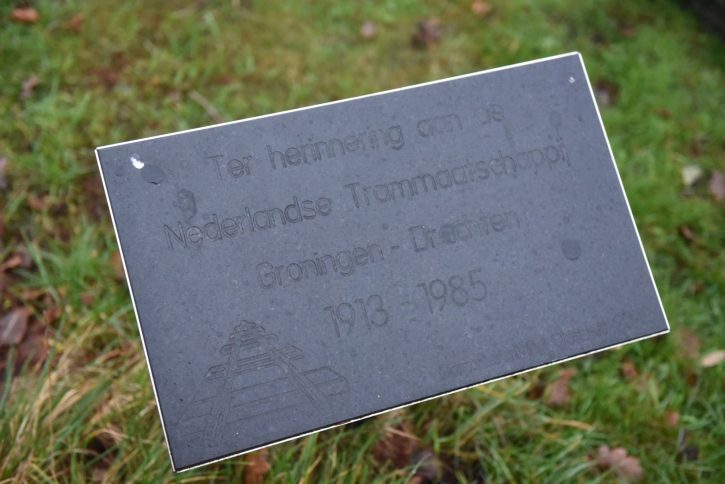 Ter herinnering aan de
Nederlandse Trammaatschappij
Groningen - Drachten
1913 - 1985